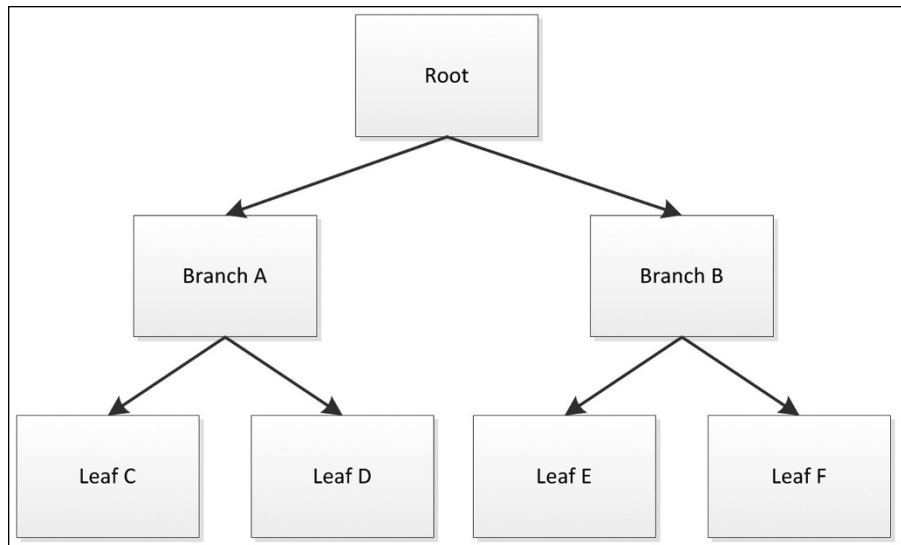 Root
Branch A
Branch B
Leaf C
Leaf D
Leaf E
Leaf F